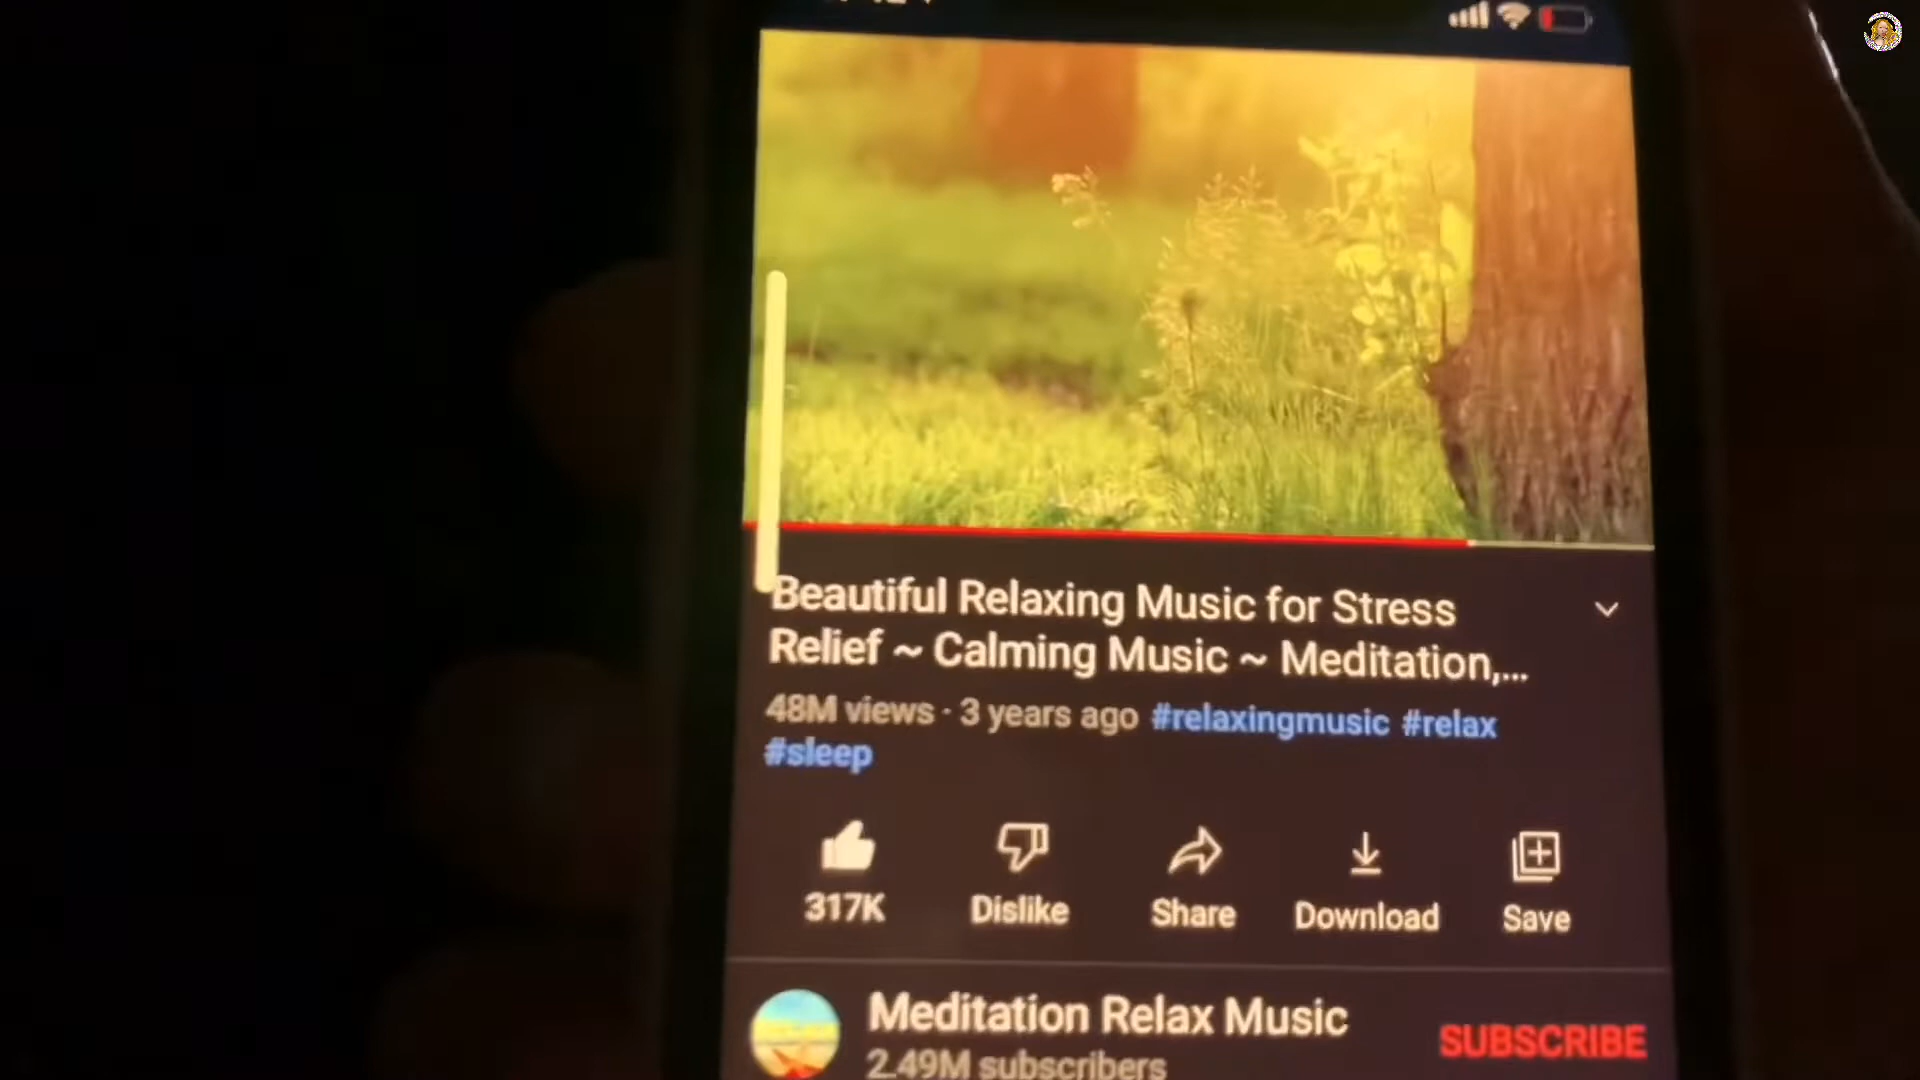 Beautiful Relaxing Music for Stress
Relief ~ Calming Music ~ Meditation,...
48M views · 3 years ago #relaxingmusic #relax
#sleep
317K
Dislike
Share
Download
Save
Meditation Relax Music
SUBSCRIBE
2.49M subscribers